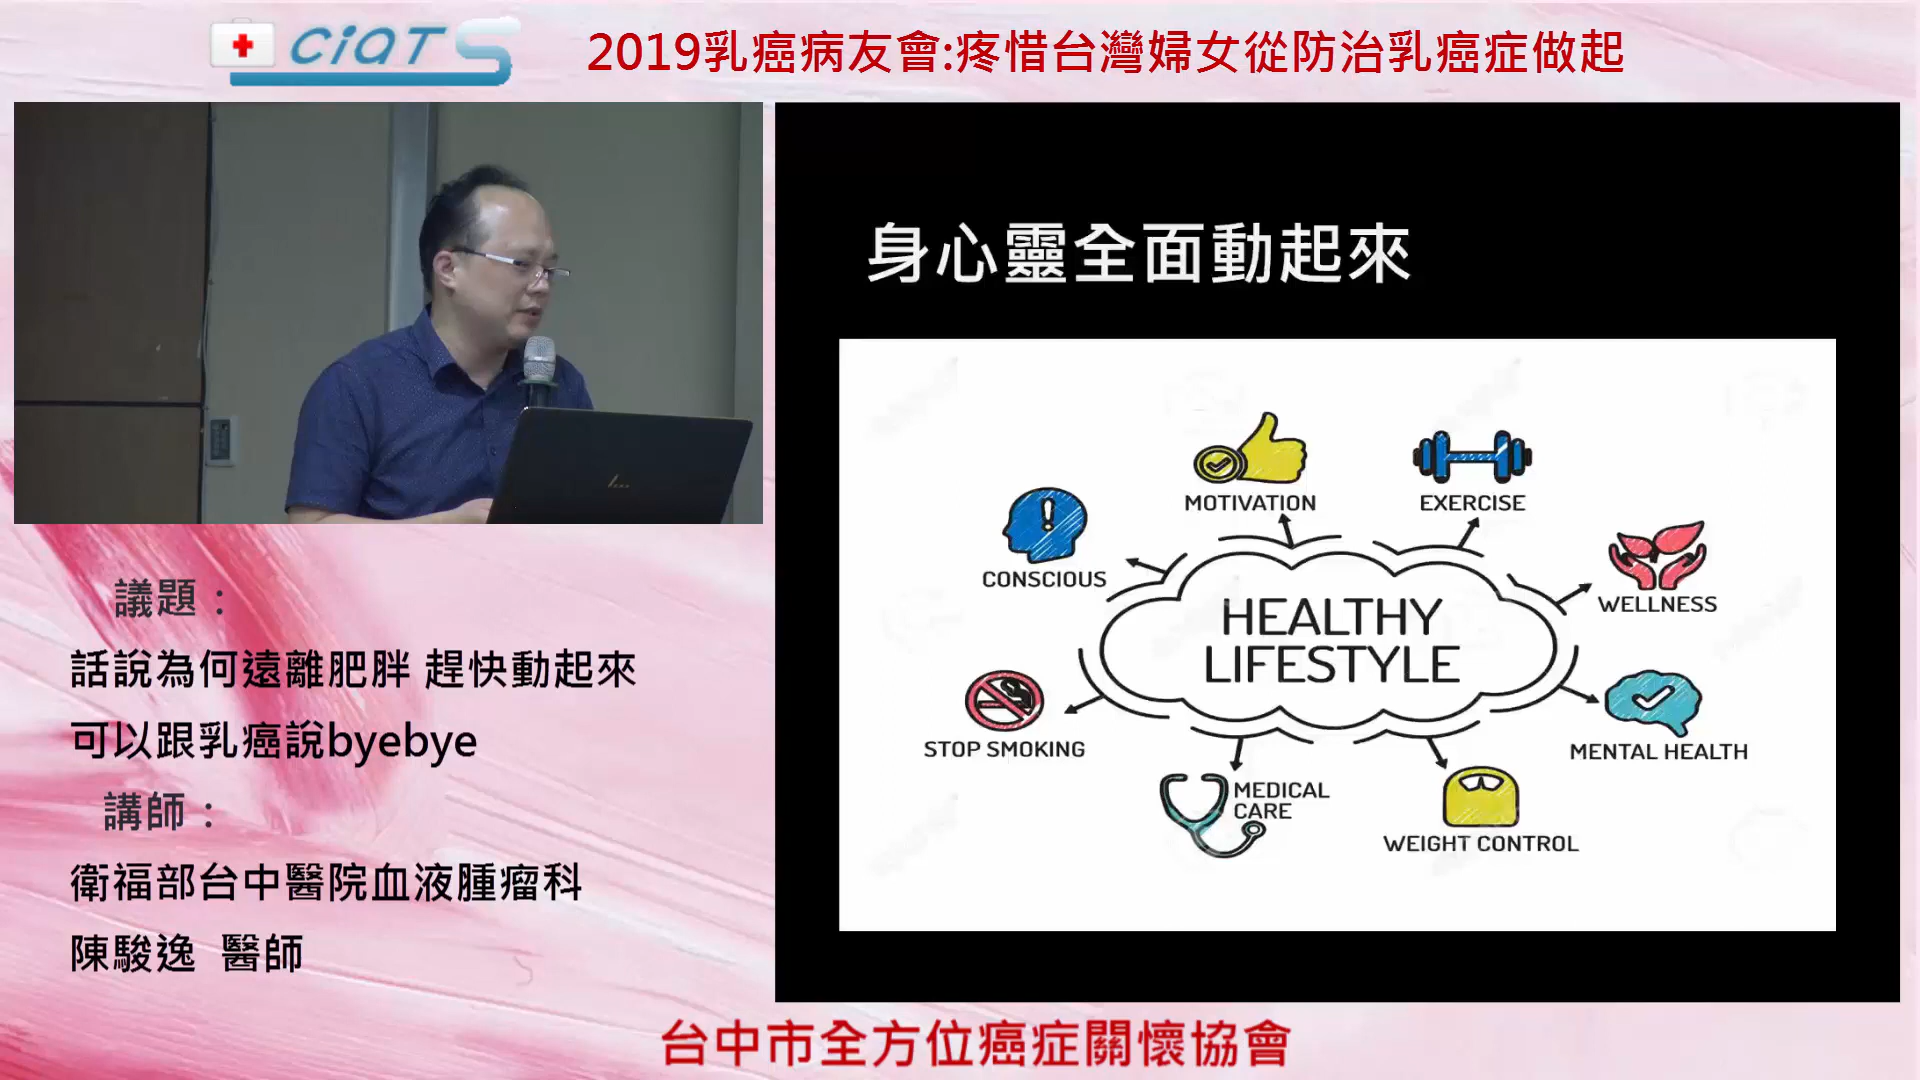 ciaTS
2019乳癌病友會:疼惜台灣婦女從防治乳癌症做起
身心靈全面動起來
MOTIVATION
EXERCISE
CONSCIOUS
WELLNESS
HEALTHY
LIFESTYLE
STOP SMOKING
MENTAL HEALTH
MEDICAL
CARE
WEIGHT CONTROL
議題：
話說為何遠離肥胖 趕快動起來
可以跟乳癌說byebye
講師：
衛福部台中醫院血液腫瘤科
陳駿逸 醫師
台中市全方位癌症關懷協會